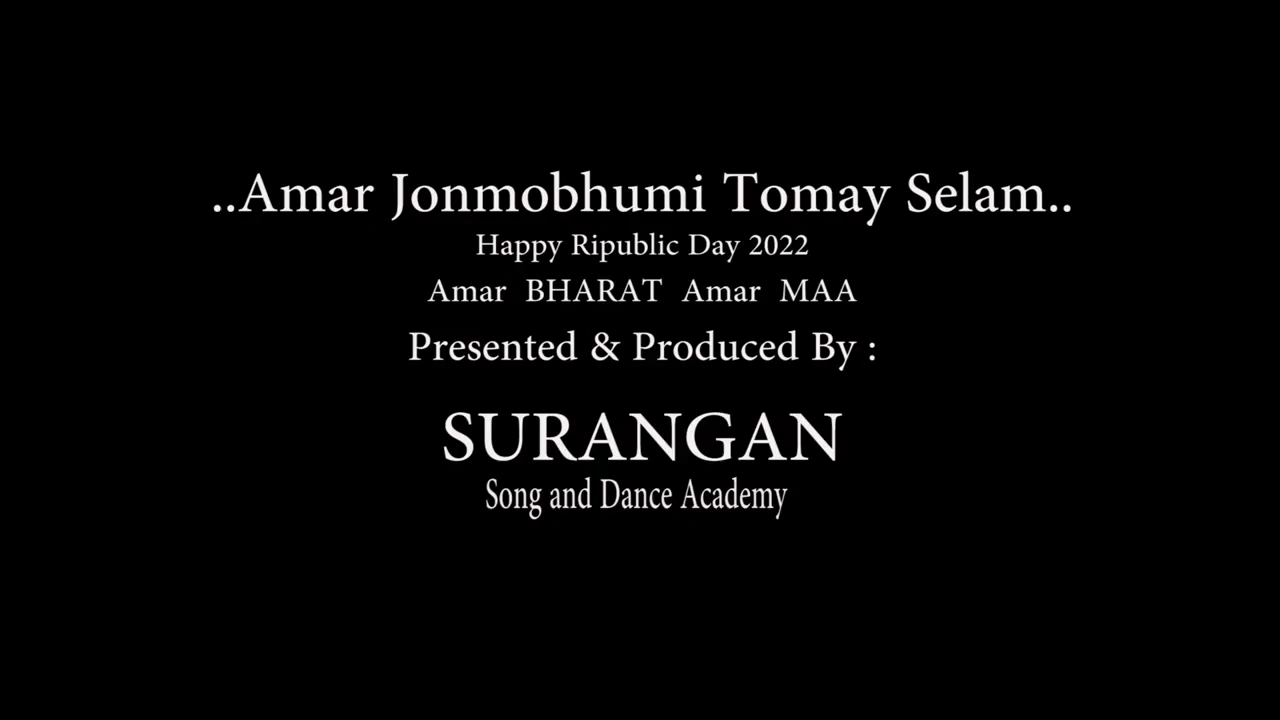 ..Amar Jonmobhumi Tomay Selam..
Happy Ripublic Day 2022
Amar BHARAT Amar MAA
Presented & Produced By :
SURANGAN
Song and Dance Academy